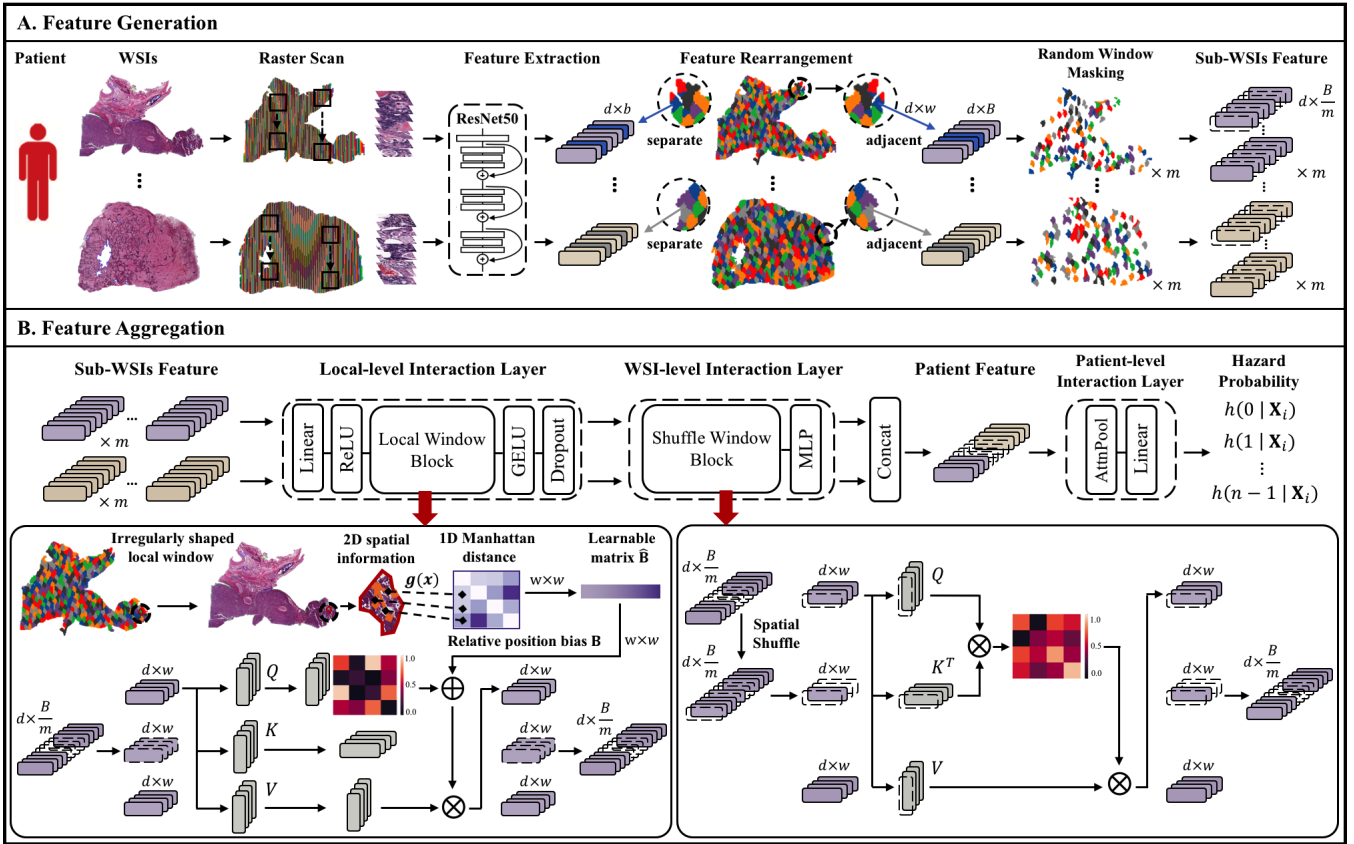 A. Feature Generation
Patient
WSIs
Raster Scan
Feature Extraction
Feature Rearrangement
Random Window
Masking
Sub-WSIs Feature
ResNet50
d×b
separate
d×w
adjacent
d×B
× m
d×B/m
× m
separate
adjacent
× m
× m
× m
B. Feature Aggregation
Sub-WSIs Feature
Local-level Interaction Layer
WSI-level Interaction Layer
Patient Feature
Patient-level
Interaction Layer
Hazard
Probability
...
× m
...
× m
Linear
ReLU
Local Window
Block
GELU
Dropout
Shuffle Window
Block
MLP
Concat
AttnPool
Linear
h(0 | X_i)
h(1 | X_i)
⋮
h(n − 1 | X_i)
Irregularly shaped
local window
2D spatial
information
g(x)
1D Manhattan
distance
w×w
Learnable
matrix B̂
Relative position bias B
w×w
d×w
Q
1.0
0.5
0.0
d×w
d×B/m
d×w
K
d×w
d×B/m
d×w
V
d×w
d×B/m
Spatial
Shuffle
d×B/m
d×w
Q
d×w
K^T
1.0
0.5
0.0
d×w
d×w
d×B/m
d×w
V
d×w